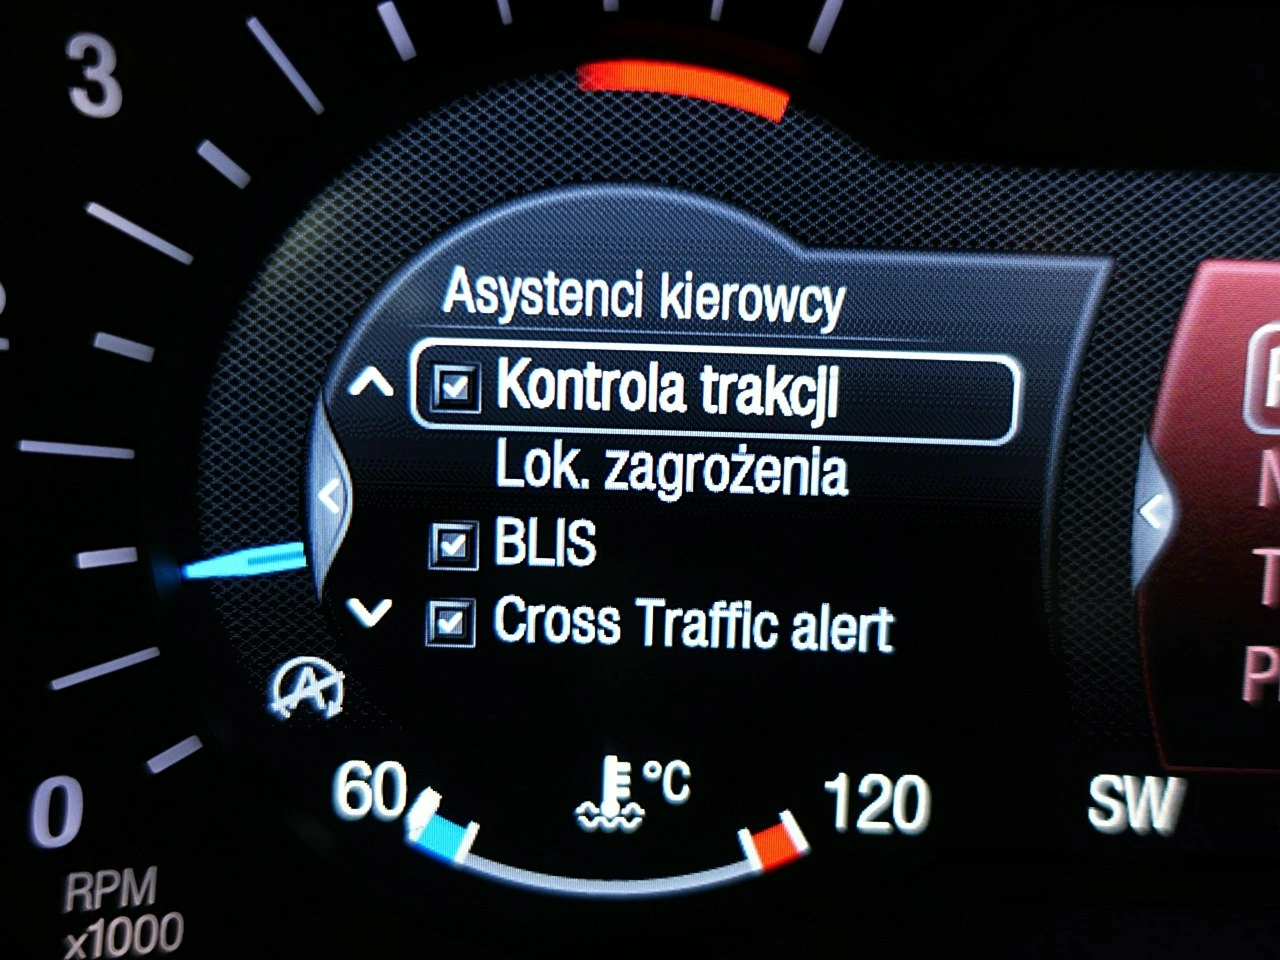 3
Asystenci kierowcy
Kontrola trakcji
Lok. zagrożenia
BLIS
Cross Traffic alert
A
60
°C
120
SW
0
RPM
x1000